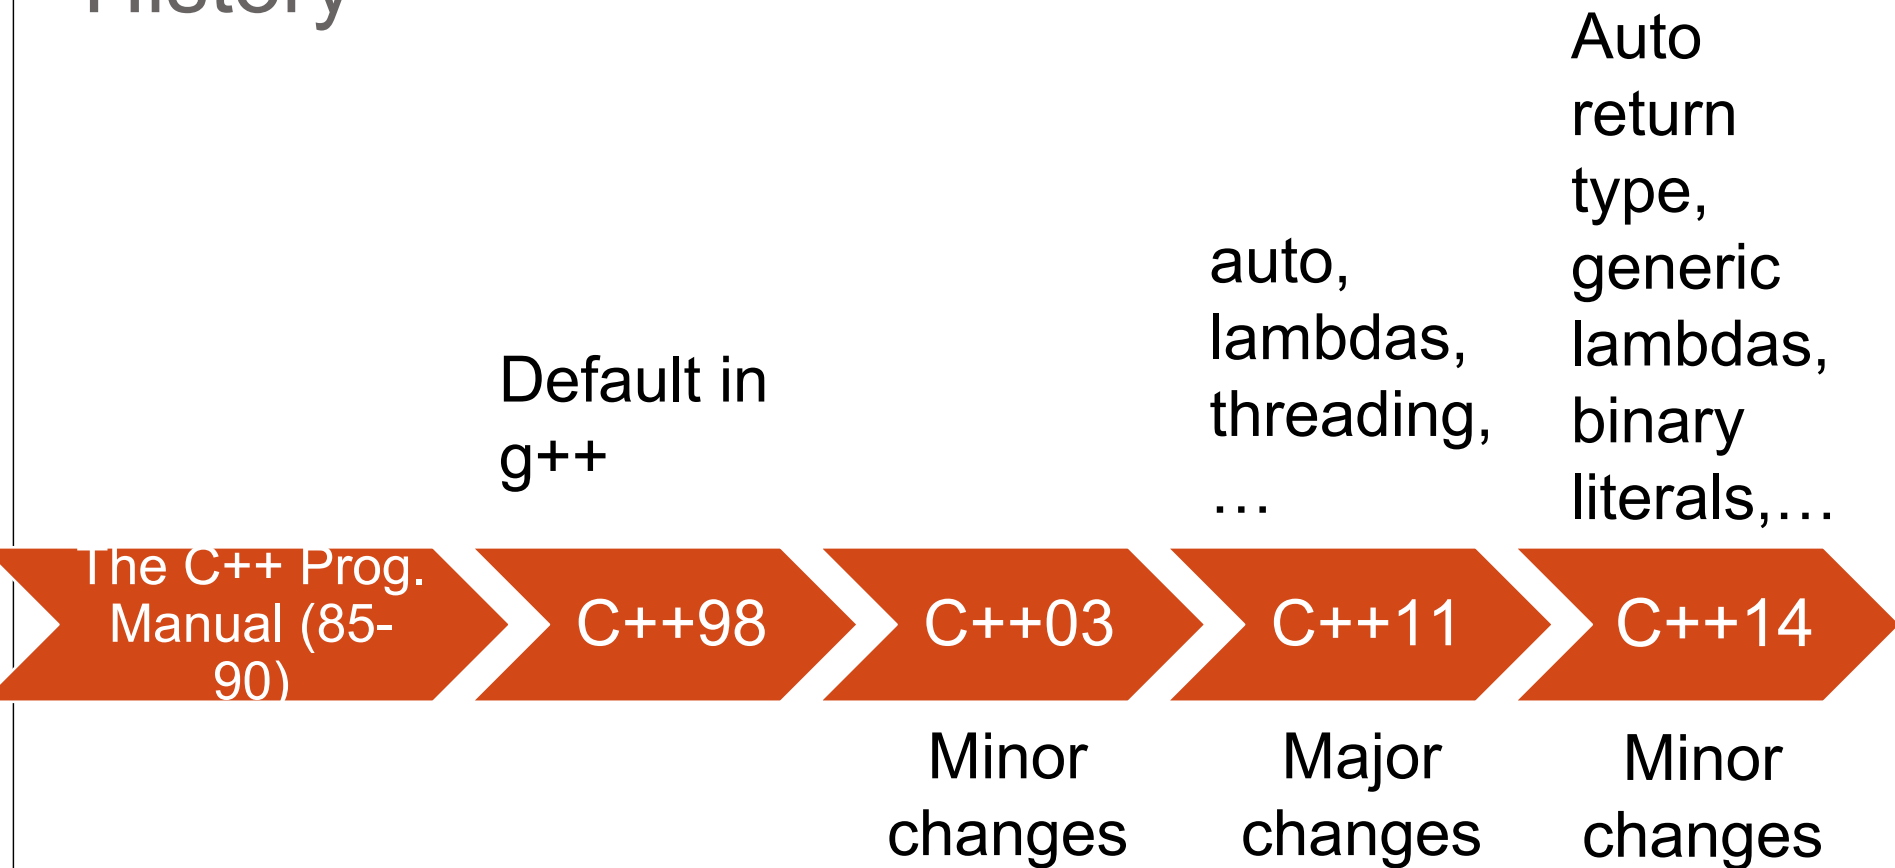 History
Auto
return
type,
generic
lambdas,
binary
literals,…
auto,
lambdas,
threading,
…
Default in
g++
The C++ Prog.
Manual (85-
90)
C++98
C++03
C++11
C++14
Minor
changes
Major
changes
Minor
changes